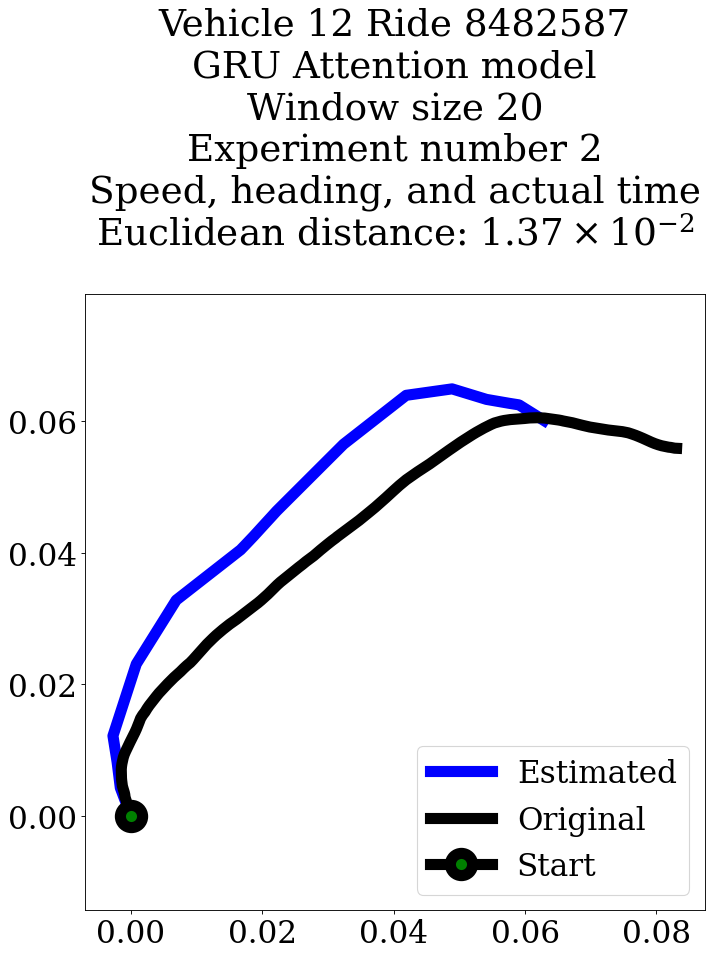 Vehicle 12 Ride 8482587
GRU Attention model
Window size 20
Experiment number 2
Speed, heading, and actual time
Euclidean distance: 1.37 × 10⁻²
0.06
0.04
0.02
0.00
Estimated
Original
Start
0.00 0.02 0.04 0.06 0.08